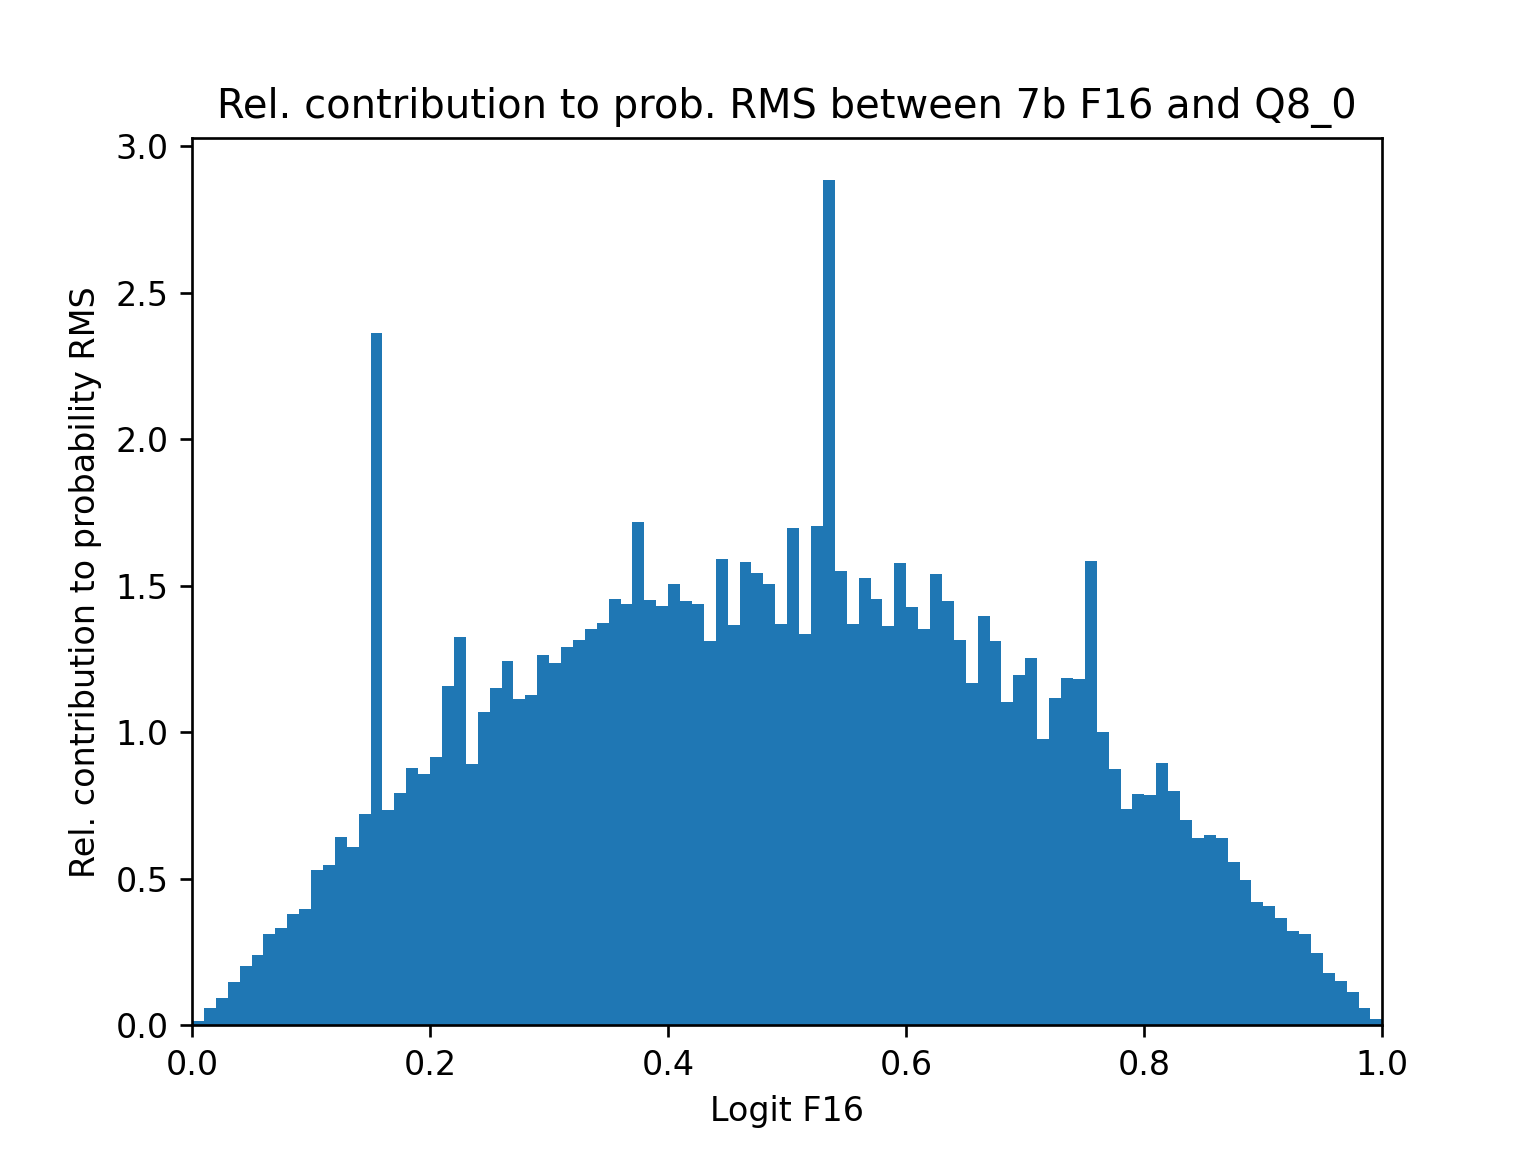 Rel. contribution to prob. RMS between 7b F16 and Q8_0
3.0
2.5
2.0
1.5
1.0
0.5
0.0
Rel. contribution to probability RMS
0.0 0.2 0.4 0.6 0.8 1.0
Logit F16